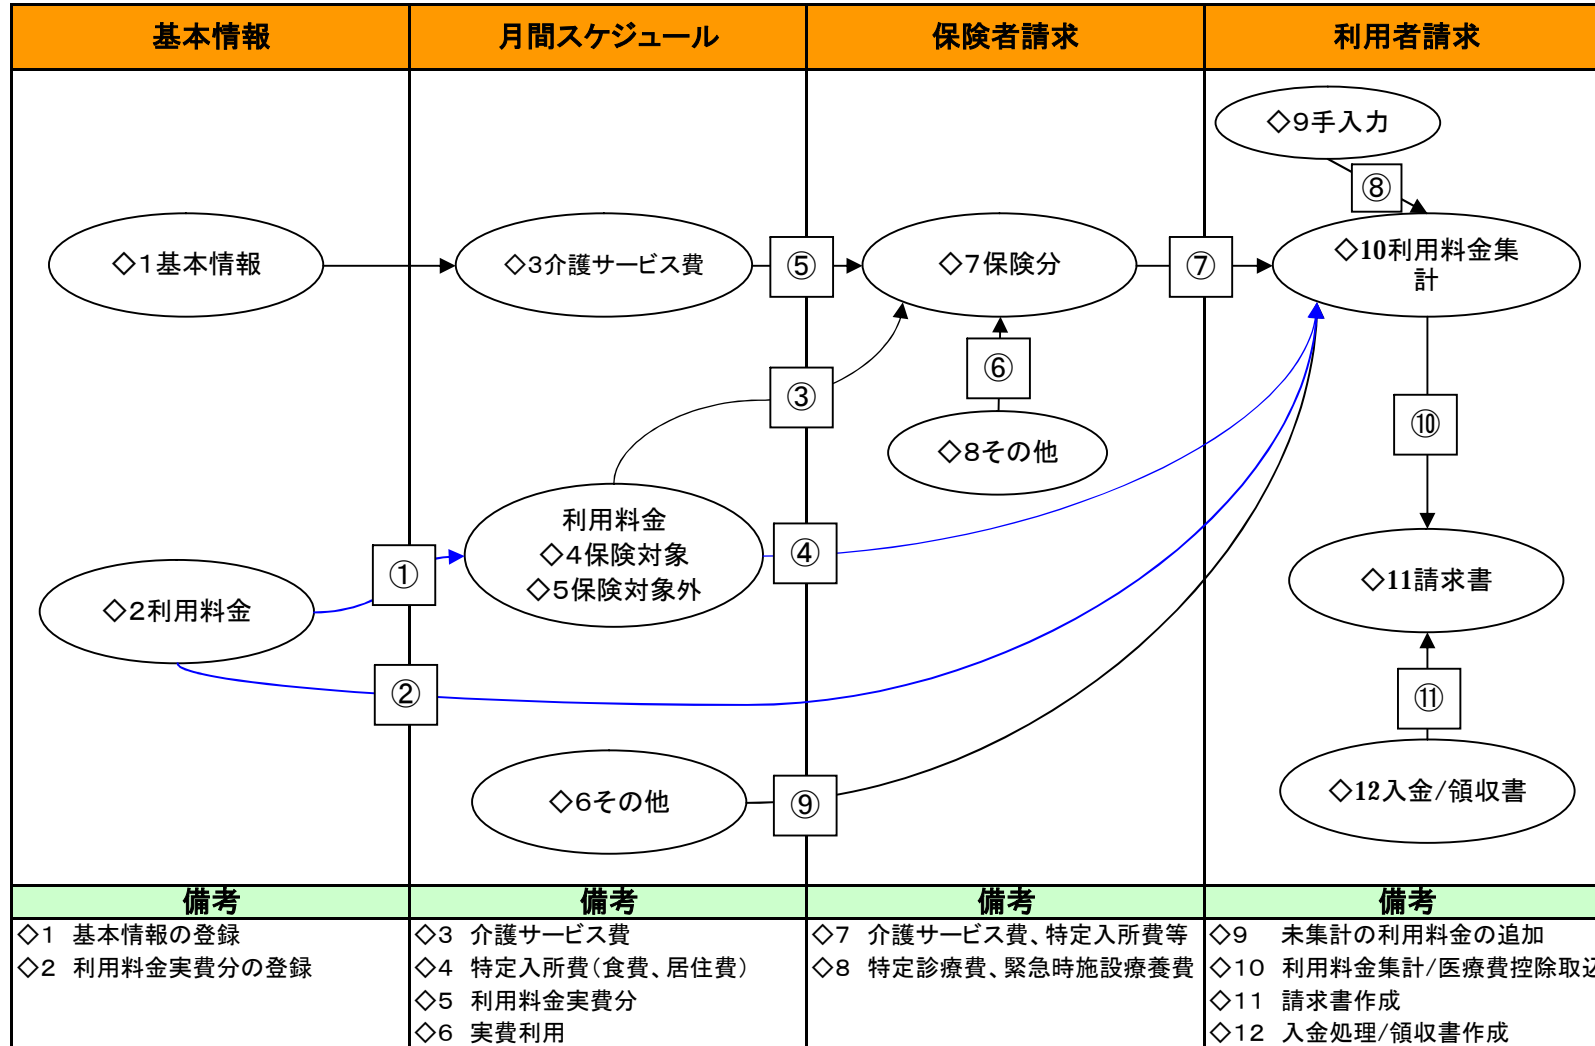 基本情報
月間スケジュール
保険者請求
利用者請求
◇9手入力
⑧
◇1基本情報
◇3介護サービス費
⑤
◇7保険分
⑦
◇10利用料金集
計
⑥
③
⑩
◇8その他
利用料金
◇4保険対象
◇5保険対象外
④
①
◇11請求書
◇2利用料金
②
⑪
◇6その他
⑨
◇12入金/領収書
備考
備考
備考
備考
◇1 基本情報の登録
◇2 利用料金実費分の登録
◇3 介護サービス費
◇4 特定入所費(食費、居住費)
◇5 利用料金実費分
◇6 実費利用
◇7 介護サービス費、特定入所費等
◇8 特定診療費、緊急時施設療養費
◇9 未集計の利用料金の追加
◇10 利用料金集計/医療費控除取込
◇11 請求書作成
◇12 入金処理/領収書作成